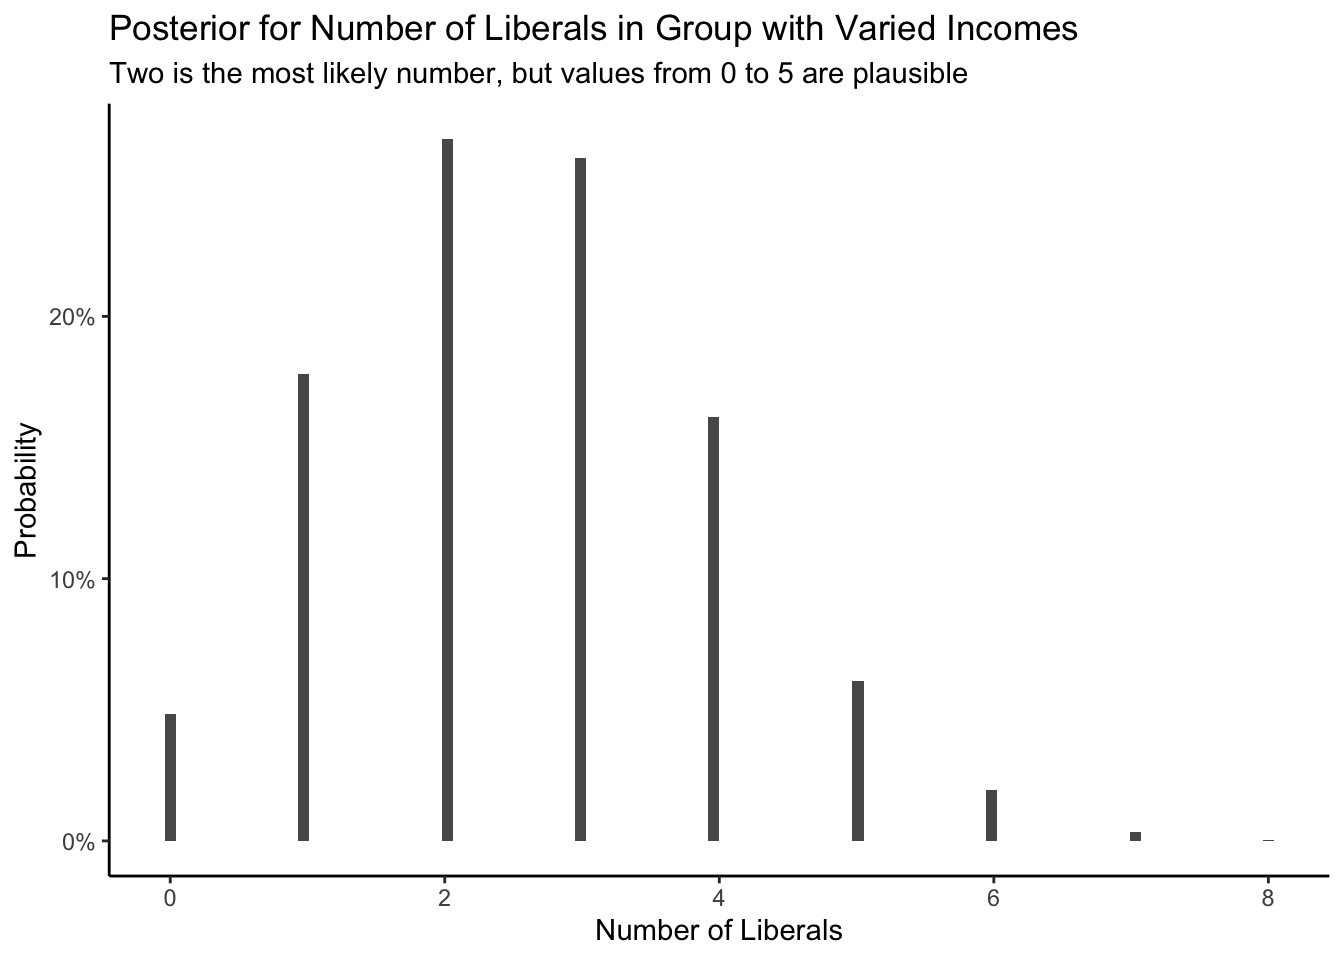 Posterior for Number of Liberals in Group with Varied Incomes
Two is the most likely number, but values from 0 to 5 are plausible
20%
10%
0%
Probability
0 2 4 6 8
Number of Liberals